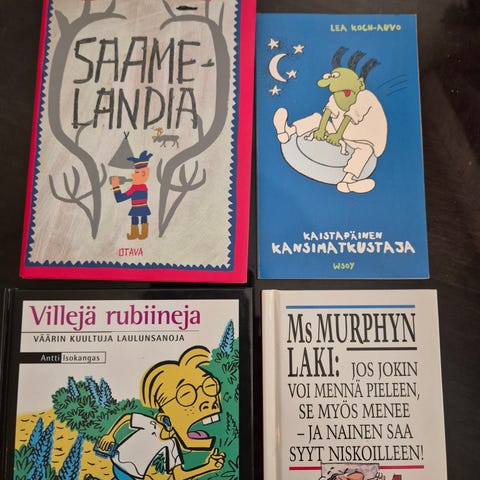 SAAME-
LANDIA
OTAVA
LEA KOCH-AUVO
KAISTAPÄINEN
KANSIMATKUSTAJA
WSOY
Villejä rubiineja
VÄÄRIN KUULTUJA LAULUNSANOJA
Antti Isokangas
Ms MURPHYN
LAKI: JOS JOKIN
VOI MENNÄ PIELEEN,
SE MYÖS MENEE
– JA NAINEN SAA
SYYT NISKOILLEEN!